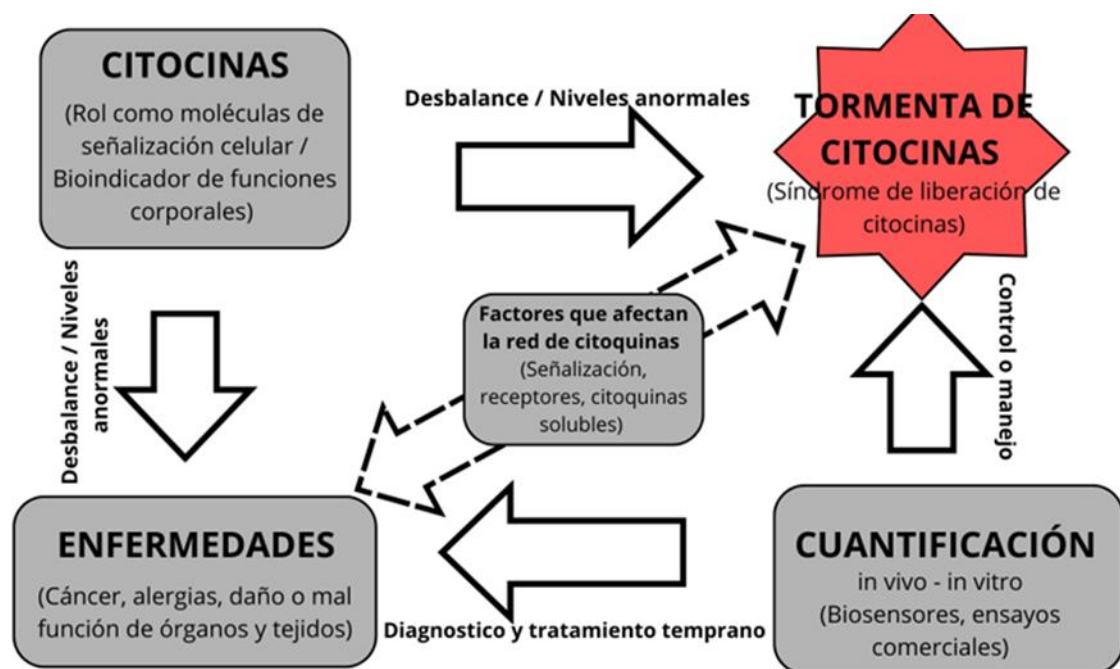 CITOCINAS
(Rol como moléculas de
señalización celular /
Bioindicador de funciones
corporales)
Desbalance / Niveles anormales
TORMENTA DE
CITOCINAS
(Síndrome de liberación de
citocinas)
Desbalance / Niveles
anormales
Factores que afectan
la red de citoquinas
(Señalización,
receptores, citoquinas
solubles)
Control o manejo
ENFERMEDADES
(Cáncer, alergias, daño o mal
función de órganos y tejidos)
Diagnostico y tratamiento temprano
CUANTIFICACIÓN
in vivo - in vitro
(Biosensores, ensayos
comerciales)